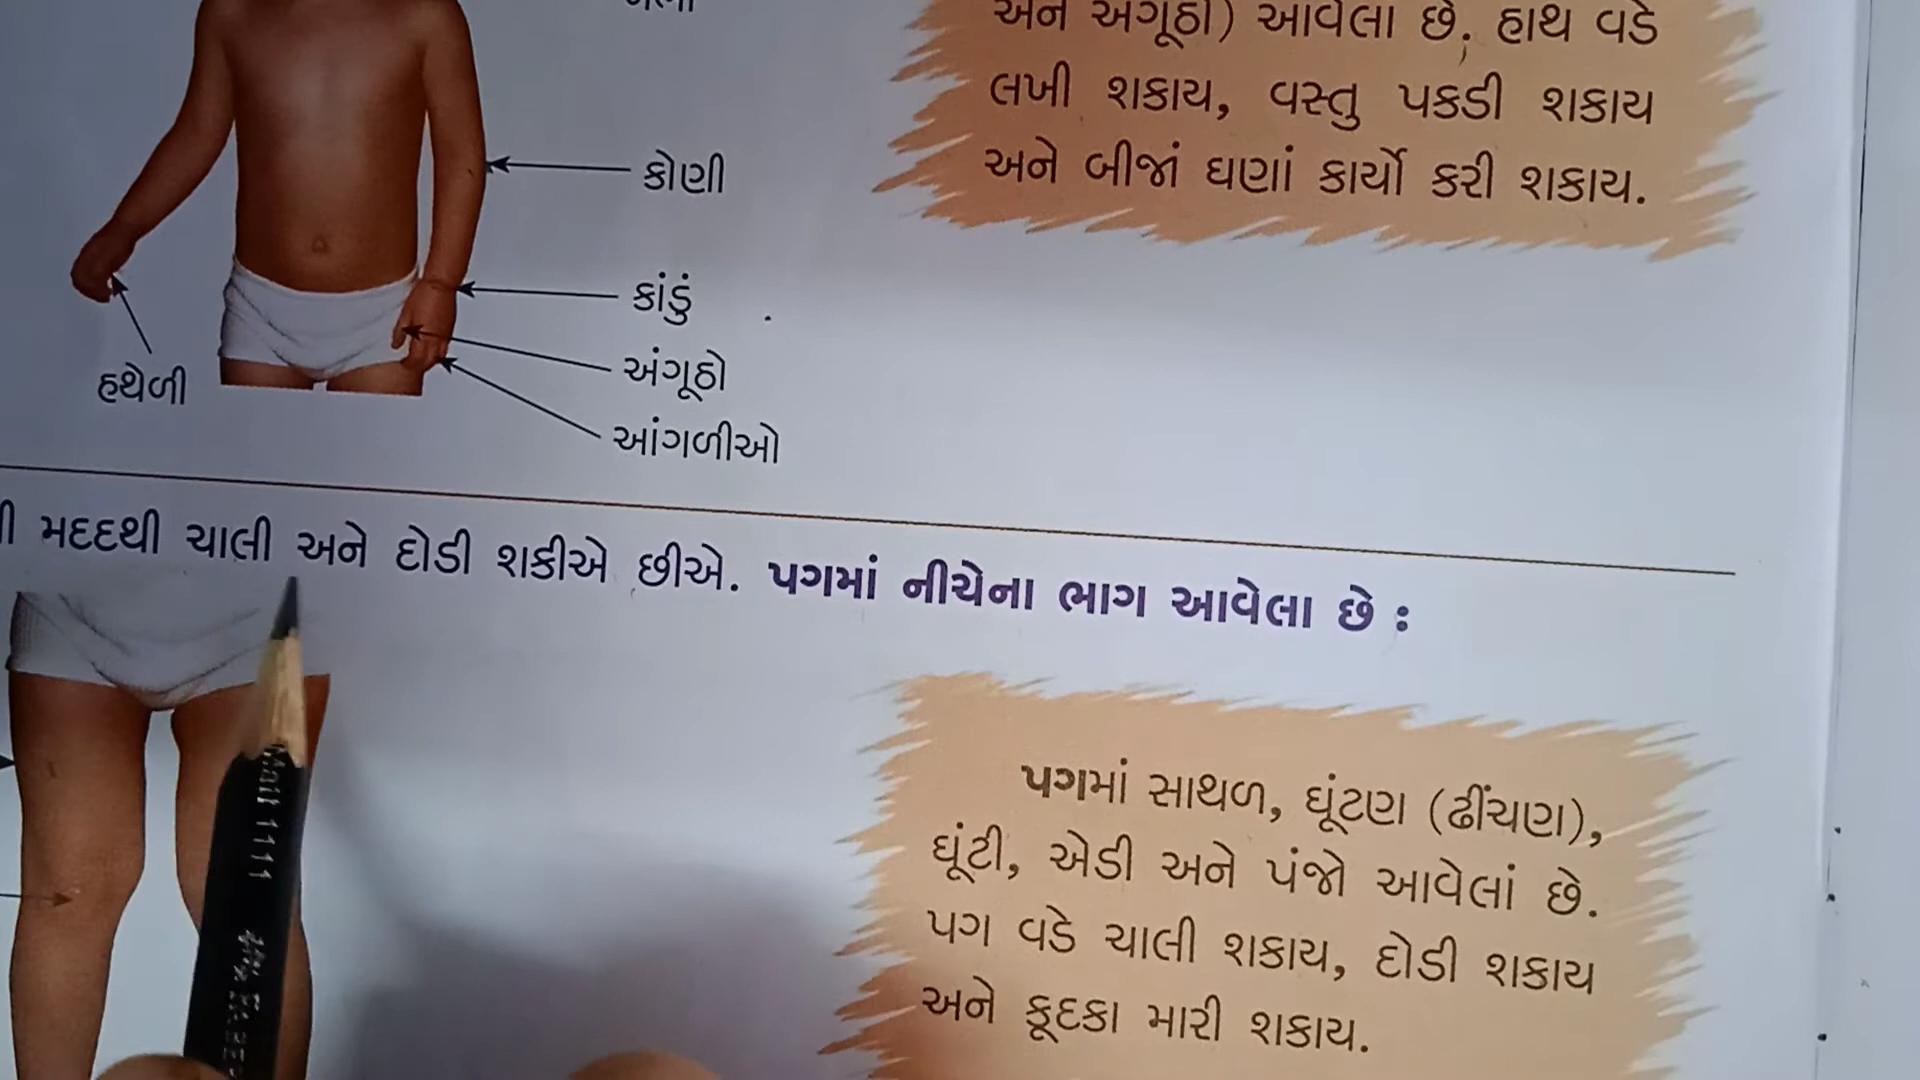 અને અંગૂઠો) આવેલા છે. હાથ વડે
લખી શકાય, વસ્તુ પકડી શકાય
અને બીજાં ઘણાં કાર્યો કરી શકાય.
કોણી
કાંડું
અંગૂઠો
આંગળીઓ
હથેળી
મદદથી ચાલી અને દોડી શકીએ છીએ. પગમાં નીચેના ભાગ આવેલા છે :
પગમાં સાથળ, ઘૂંટણ (ઢીંચણ),
ઘૂંટી, એડી અને પંજો આવેલાં છે.
પગ વડે ચાલી શકાય, દોડી શકાય
અને કૂદકા મારી શકાય.